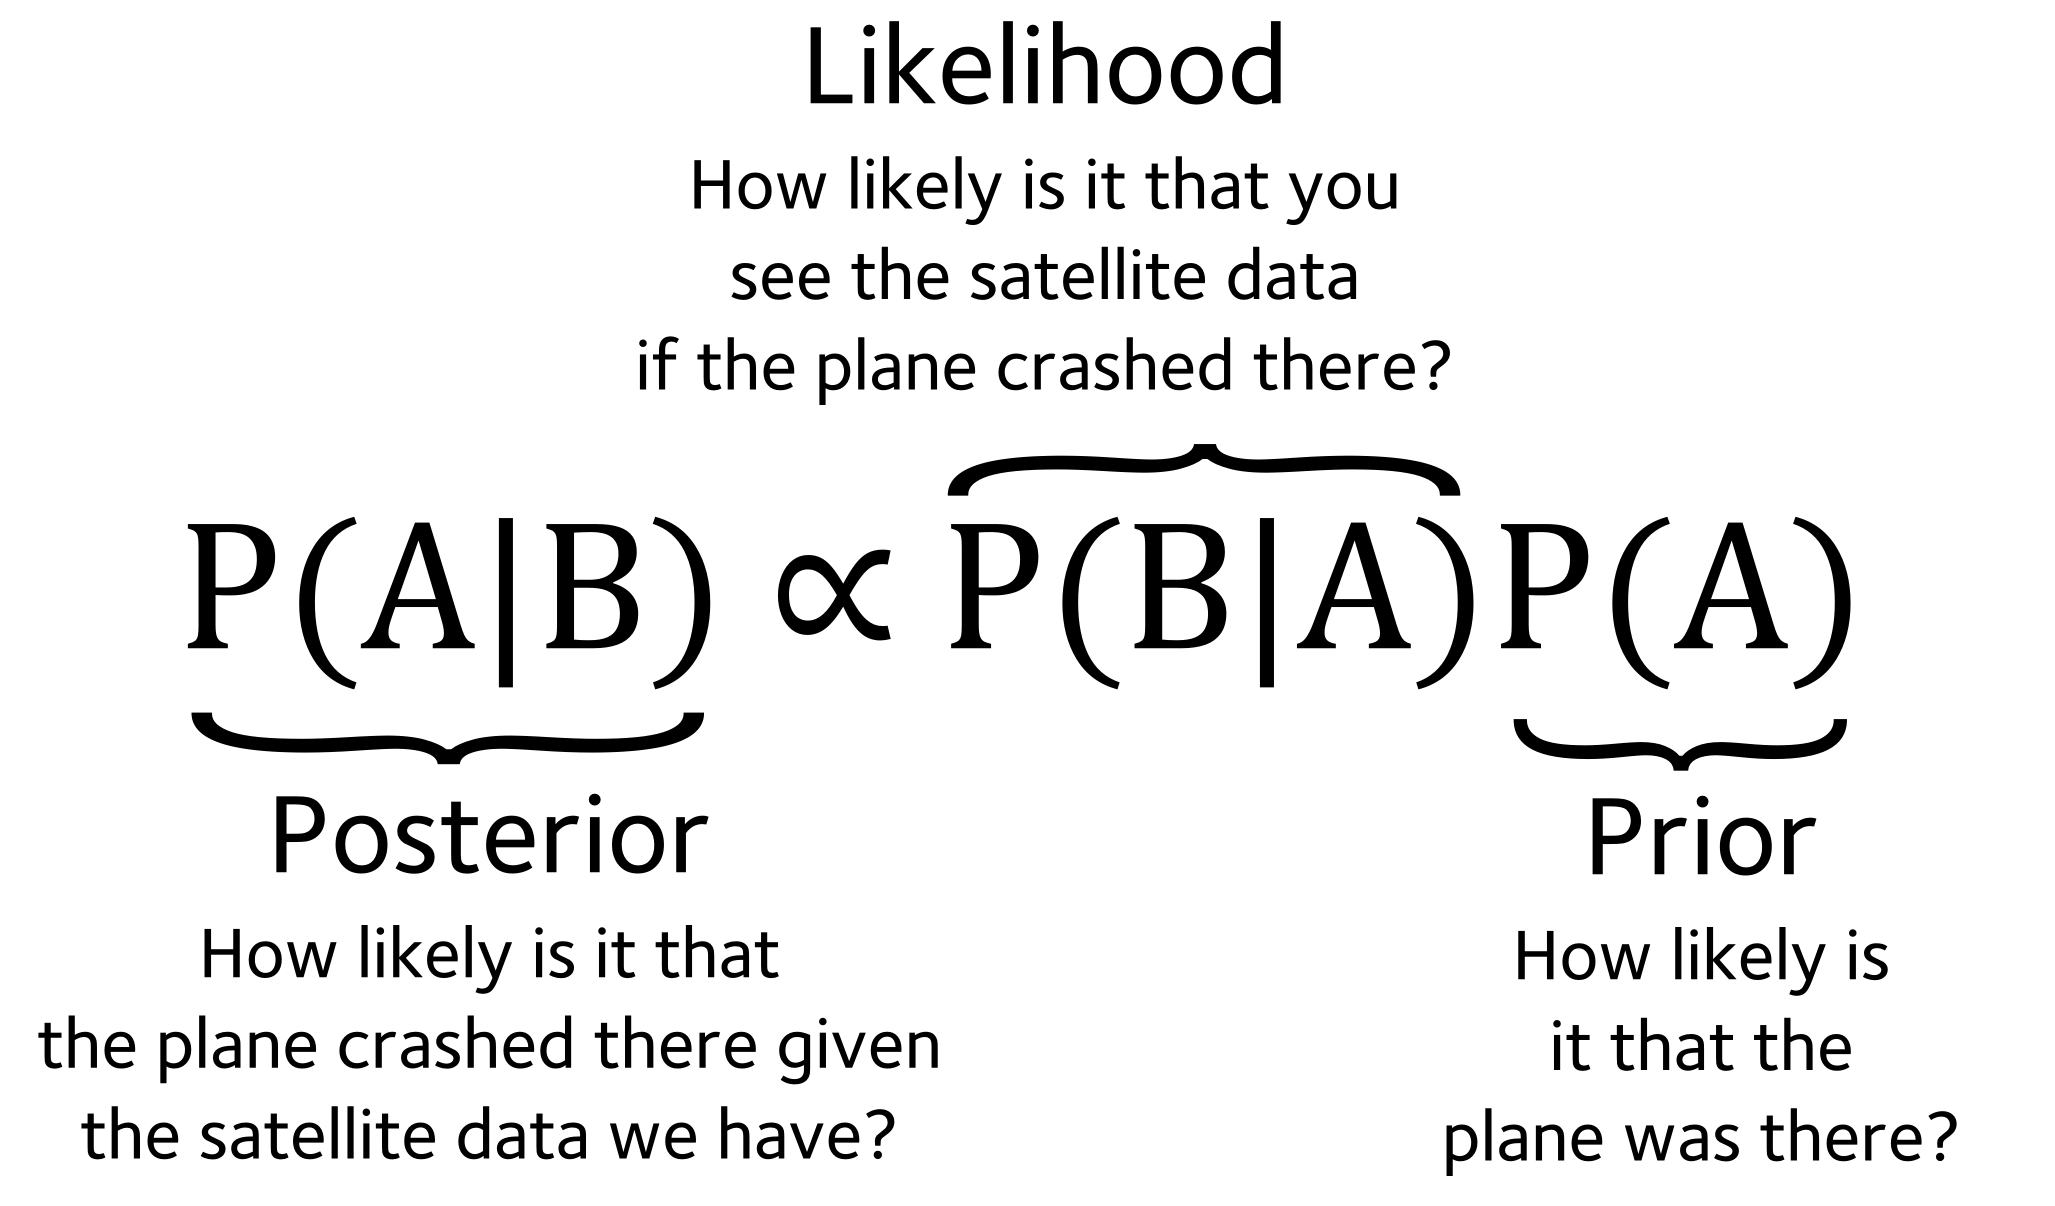 Likelihood
How likely is it that you
see the satellite data
if the plane crashed there?
P(A|B) ∝ P(B|A)P(A)
Posterior
How likely is it that
the plane crashed there given
the satellite data we have?
Prior
How likely is
it that the
plane was there?